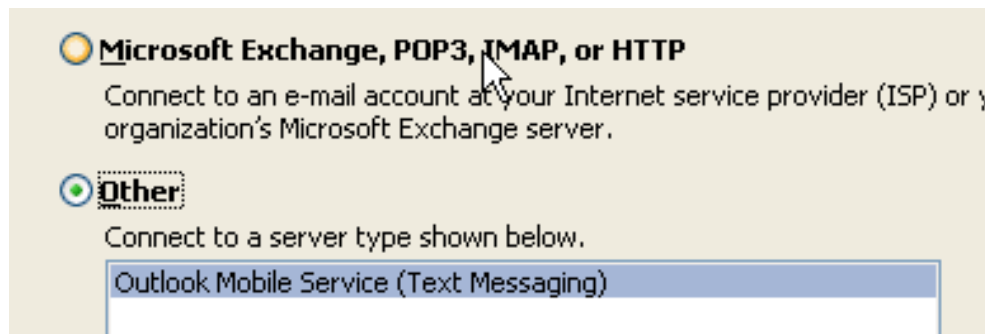 Microsoft Exchange, POP3, IMAP, or HTTP
Connect to an e-mail account at your Internet service provider (ISP) or
organization's Microsoft Exchange server.
Other
Connect to a server type shown below.
Outlook Mobile Service (Text Messaging)